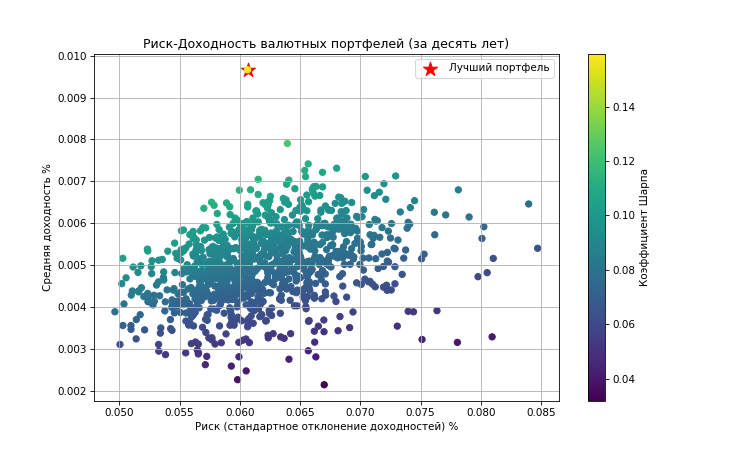 Риск-Доходность валютных портфелей (за десять лет)
Лучший портфель
0.010
0.009
0.008
0.007
0.006
0.005
0.004
0.003
0.002
Средняя доходность %
0.050 0.055 0.060 0.065 0.070 0.075 0.080 0.085
Риск (стандартное отклонение доходностей) %
0.14
0.12
0.10
0.08
0.06
0.04
Коэффициент Шарпа